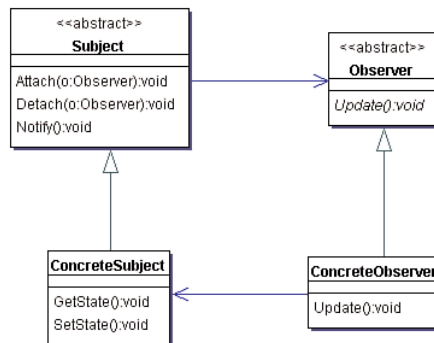 <<abstract>>
Subject
Attach(o:Observer):void
Detach(o:Observer):void
Notify():void
<<abstract>>
Observer
Update():void
ConcreteSubject
GetState():void
SetState():void
ConcreteObserver
Update():void